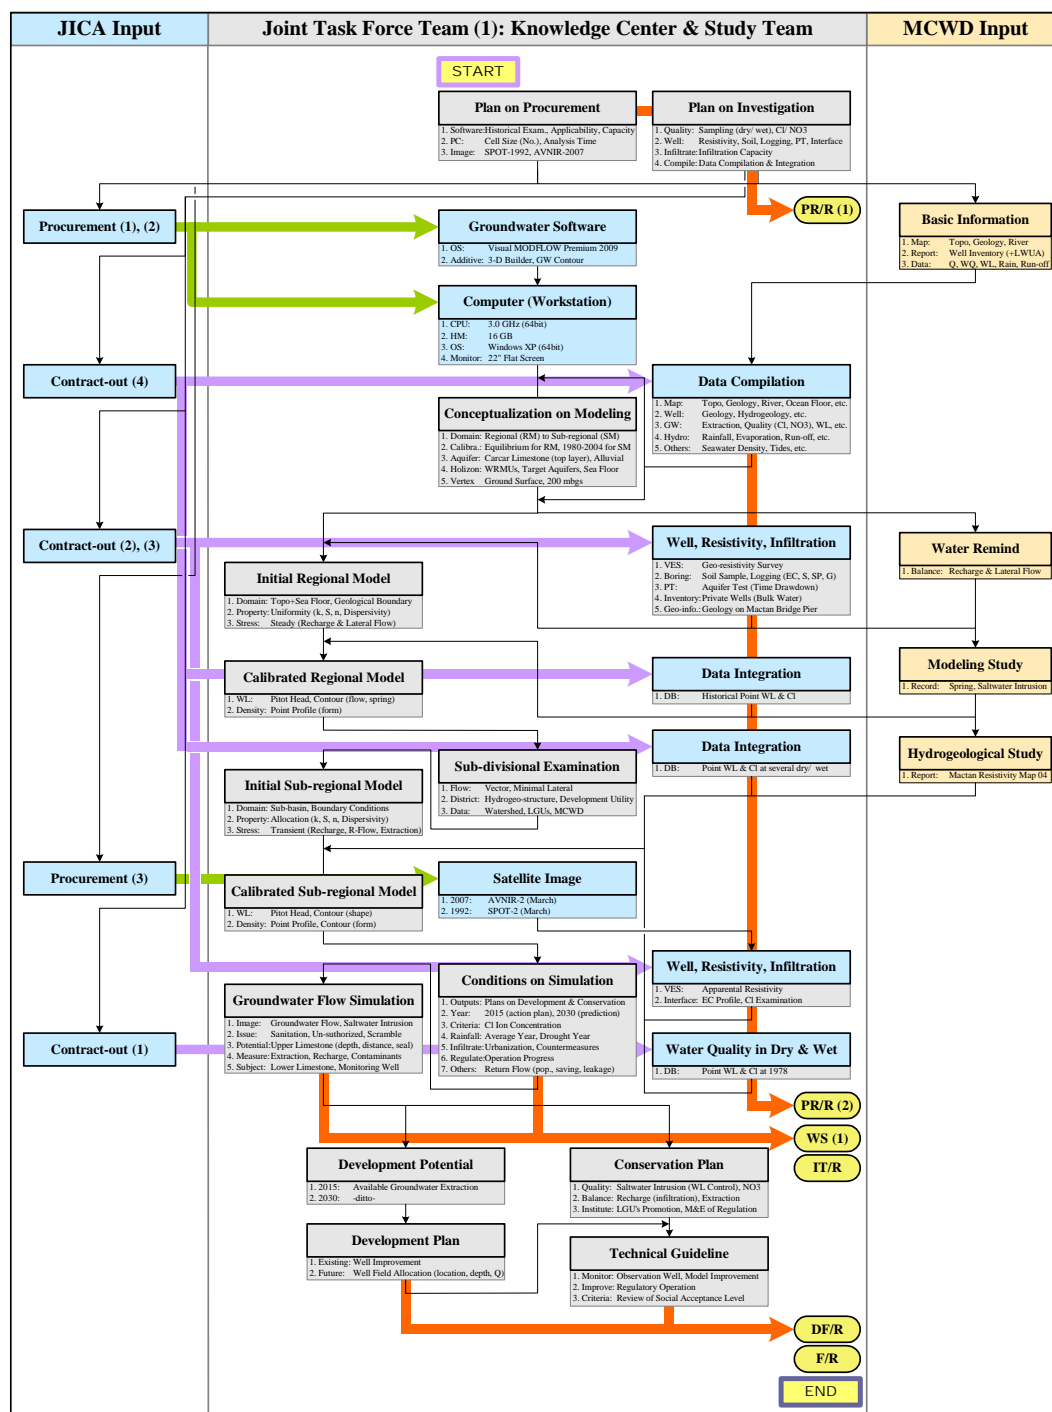 JICA Input
Joint Task Force Team (1): Knowledge Center & Study Team
MCWD Input
START
Plan on Procurement
1. Software:Historical Exam., Applicability, Capacity
2. PC: Cell Size (No.), Analysis Time
3. Image: SPOT-1992, AVNIR-2007
Plan on Investigation
1. Quality: Sampling (dry/ wet), Cl/ NO3
2. Well: Resistivity, Soil, Logging, PT, Interface
3. Infiltrate: Infiltration Capacity
4. Compile: Data Compilation & Integration
PR/R (1)
Procurement (1), (2)
Groundwater Software
1. OS: Visual MODFLOW Premium 2009
2. Additive: 3-D Builder, GW Contour
Basic Information
1. Map: Topo, Geology, River
2. Report: Well Inventory (+LWUA)
3. Data: Q, WQ, WL, Rain, Run-off
Computer (Workstation)
1. CPU: 3.0 GHz (64bit)
2. HM: 16 GB
3. OS: Windows XP (64bit)
4. Monitor: 22" Flat Screen
Contract-out (4)
Data Compilation
1. Map: Topo, Geology, River, Ocean Floor, etc.
2. Well: Geology, Hydrogeology, etc.
3. GW: Extraction, Quality (Cl, NO3), WL, etc.
4. Hydro: Rainfall, Evaporation, Run-off, etc.
5. Others: Seawater Density, Tides, etc.
Conceptualization on Modeling
1. Domain: Regional (RM) to Sub-regional (SM)
2. Calibra.: Equilibrium for RM, 1980-2004 for SM
3. Aquifer: Carcar Limestone (top layer), Alluvial
4. Holizon: WRMUs, Target Aquifers, Sea Floor
5. Vertex Ground Surface, 200 mbgs
Contract-out (2), (3)
Well, Resistivity, Infiltration
1. VES: Geo-resistivity Survey
2. Boring: Soil Sample, Logging (EC, S, SP, G)
3. PT: Aquifer Test (Time Drawdown)
4. Inventory: Private Wells (Bulk Water)
5. Geo-info.: Geology on Mactan Bridge Pier
Water Remind
1. Balance: Recharge & Lateral Flow
Initial Regional Model
1. Domain: Topo+Sea Floor, Geological Boundary
2. Property: Uniformity (k, S, n, Dispersivity)
3. Stress: Steady (Recharge & Lateral Flow)
Calibrated Regional Model
1. WL: Pitot Head, Contour (flow, spring)
2. Density: Point Profile (form)
Data Integration
1. DB: Historical Point WL & Cl
Modeling Study
1. Record: Spring, Saltwater Intrusion
Data Integration
1. DB: Point WL & Cl at several dry/ wet
Hydrogeological Study
1. Report: Mactan Resistivity Map 04
Sub-divisional Examination
1. Flow: Vector, Minimal Lateral
2. District: Hydrogeo-structure, Development Utility
3. Data: Watershed, LGUs, MCWD
Initial Sub-regional Model
1. Domain: Sub-basin, Boundary Conditions
2. Property: Allocation (k, S, n, Dispersivity)
3. Stress: Transient (Recharge, R-Flow, Extraction)
Procurement (3)
Calibrated Sub-regional Model
1. WL: Pitot Head, Contour (shape)
2. Density: Point Profile, Contour (form)
Satellite Image
1. 2007: AVNIR-2 (March)
2. 1992: SPOT-2 (March)
Well, Resistivity, Infiltration
1. VES: Apparental Resistivity
2. Interface: EC Profile, Cl Examination
Conditions on Simulation
1. Outputs: Plans on Development & Conservation
2. Year: 2015 (action plan), 2030 (prediction)
3. Criteria: Cl Ion Concentration
4. Rainfall: Average Year, Drought Year
5. Infiltrate: Urbanization, Countermeasures
6. Regulate:Operation Progress
7. Others: Return Flow (pop., saving, leakage)
Groundwater Flow Simulation
1. Image: Groundwater Flow, Saltwater Intrusion
2. Issue: Sanitation, Un-suthorized, Scramble
3. Potential:Upper Limestone (depth, distance, seal)
4. Measure: Extraction, Recharge, Contaminants
5. Subject: Lower Limestone, Monitoring Well
Contract-out (1)
Water Quality in Dry & Wet
1. DB: Point WL & Cl at 1978
PR/R (2)
WS (1)
IT/R
Development Potential
1. 2015: Available Groundwater Extraction
2. 2030: -ditto-
Conservation Plan
1. Quality: Saltwater Intrusion (WL Control), NO3
2. Balance: Recharge (infiltration), Extraction
3. Institute: LGU's Promotion, M&E of Regulation
Development Plan
1. Existing: Well Improvement
2. Future: Well Field Allocation (location, depth, Q)
Technical Guideline
1. Monitor: Observation Well, Model Improvement
2. Improve: Regulatory Operation
3. Criteria: Review of Social Acceptance Level
DF/R
F/R
END